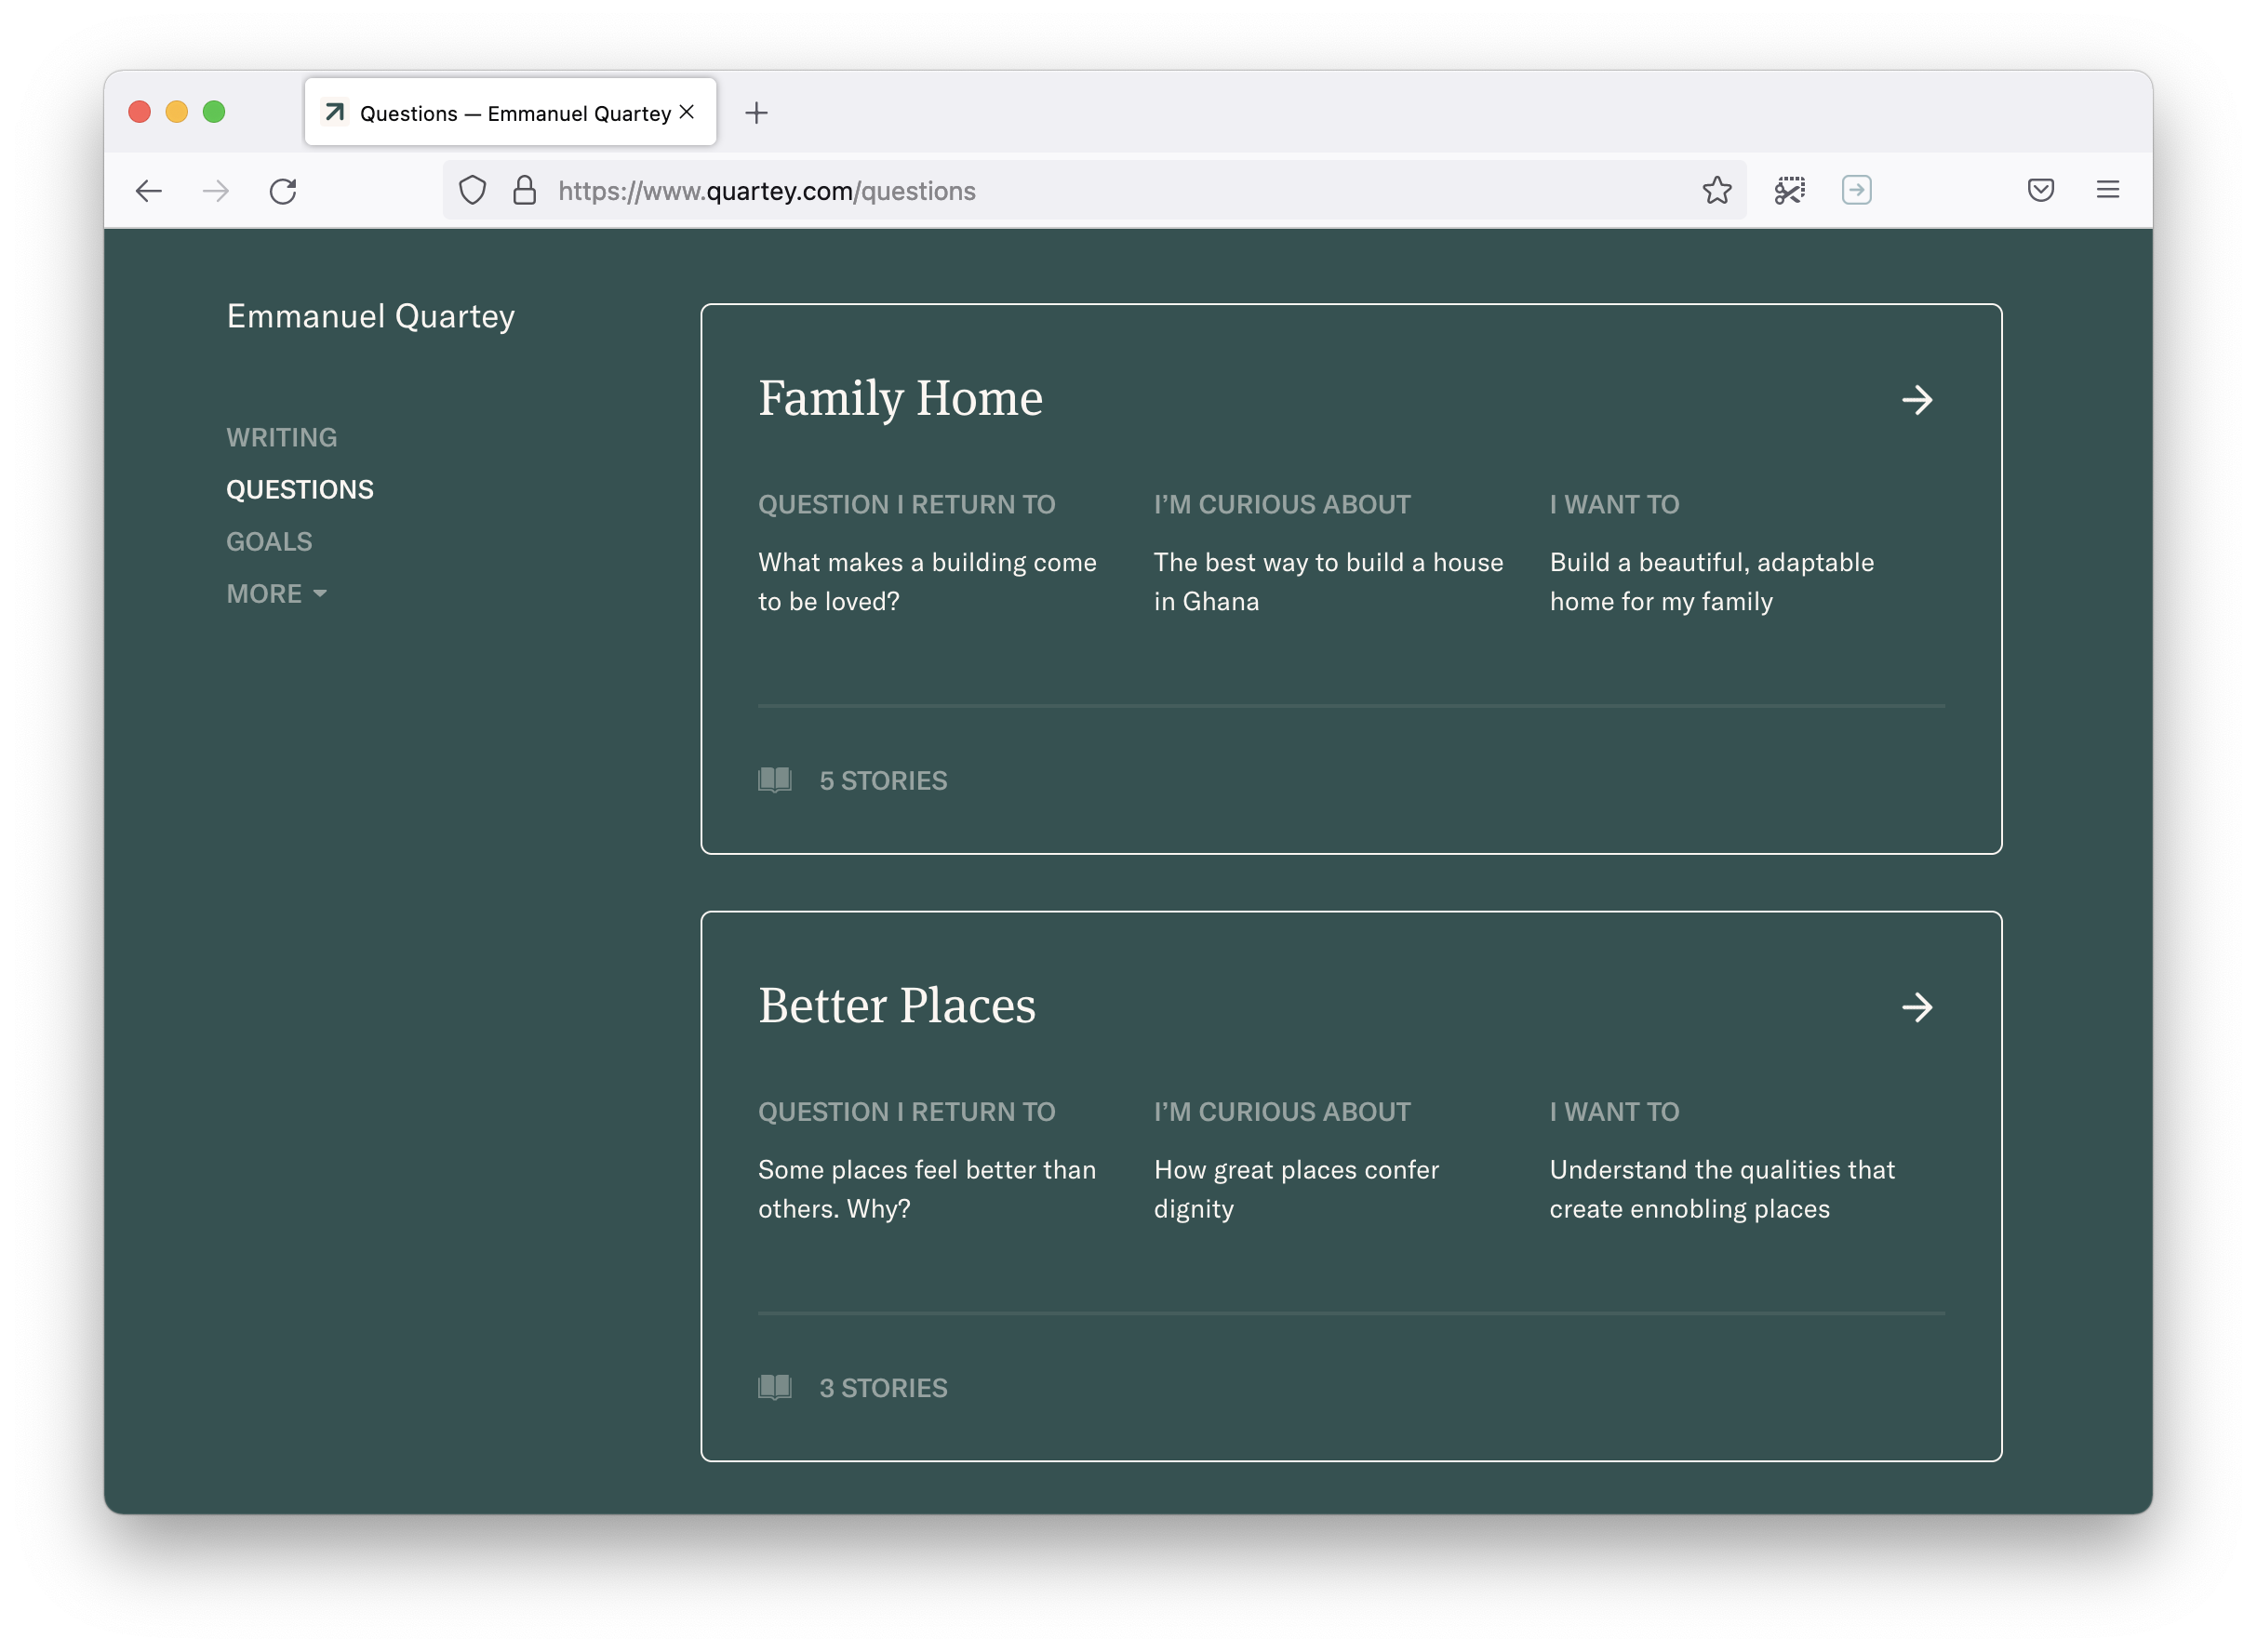 Questions — Emmanuel Quartey
https://www.quartey.com/questions
Emmanuel Quartey
WRITING
QUESTIONS
GOALS
MORE
Family Home
QUESTION I RETURN TO
What makes a building come
to be loved?
I’M CURIOUS ABOUT
The best way to build a house
in Ghana
I WANT TO
Build a beautiful, adaptable
home for my family
5 STORIES
Better Places
QUESTION I RETURN TO
Some places feel better than
others. Why?
I’M CURIOUS ABOUT
How great places confer
dignity
I WANT TO
Understand the qualities that
create ennobling places
3 STORIES